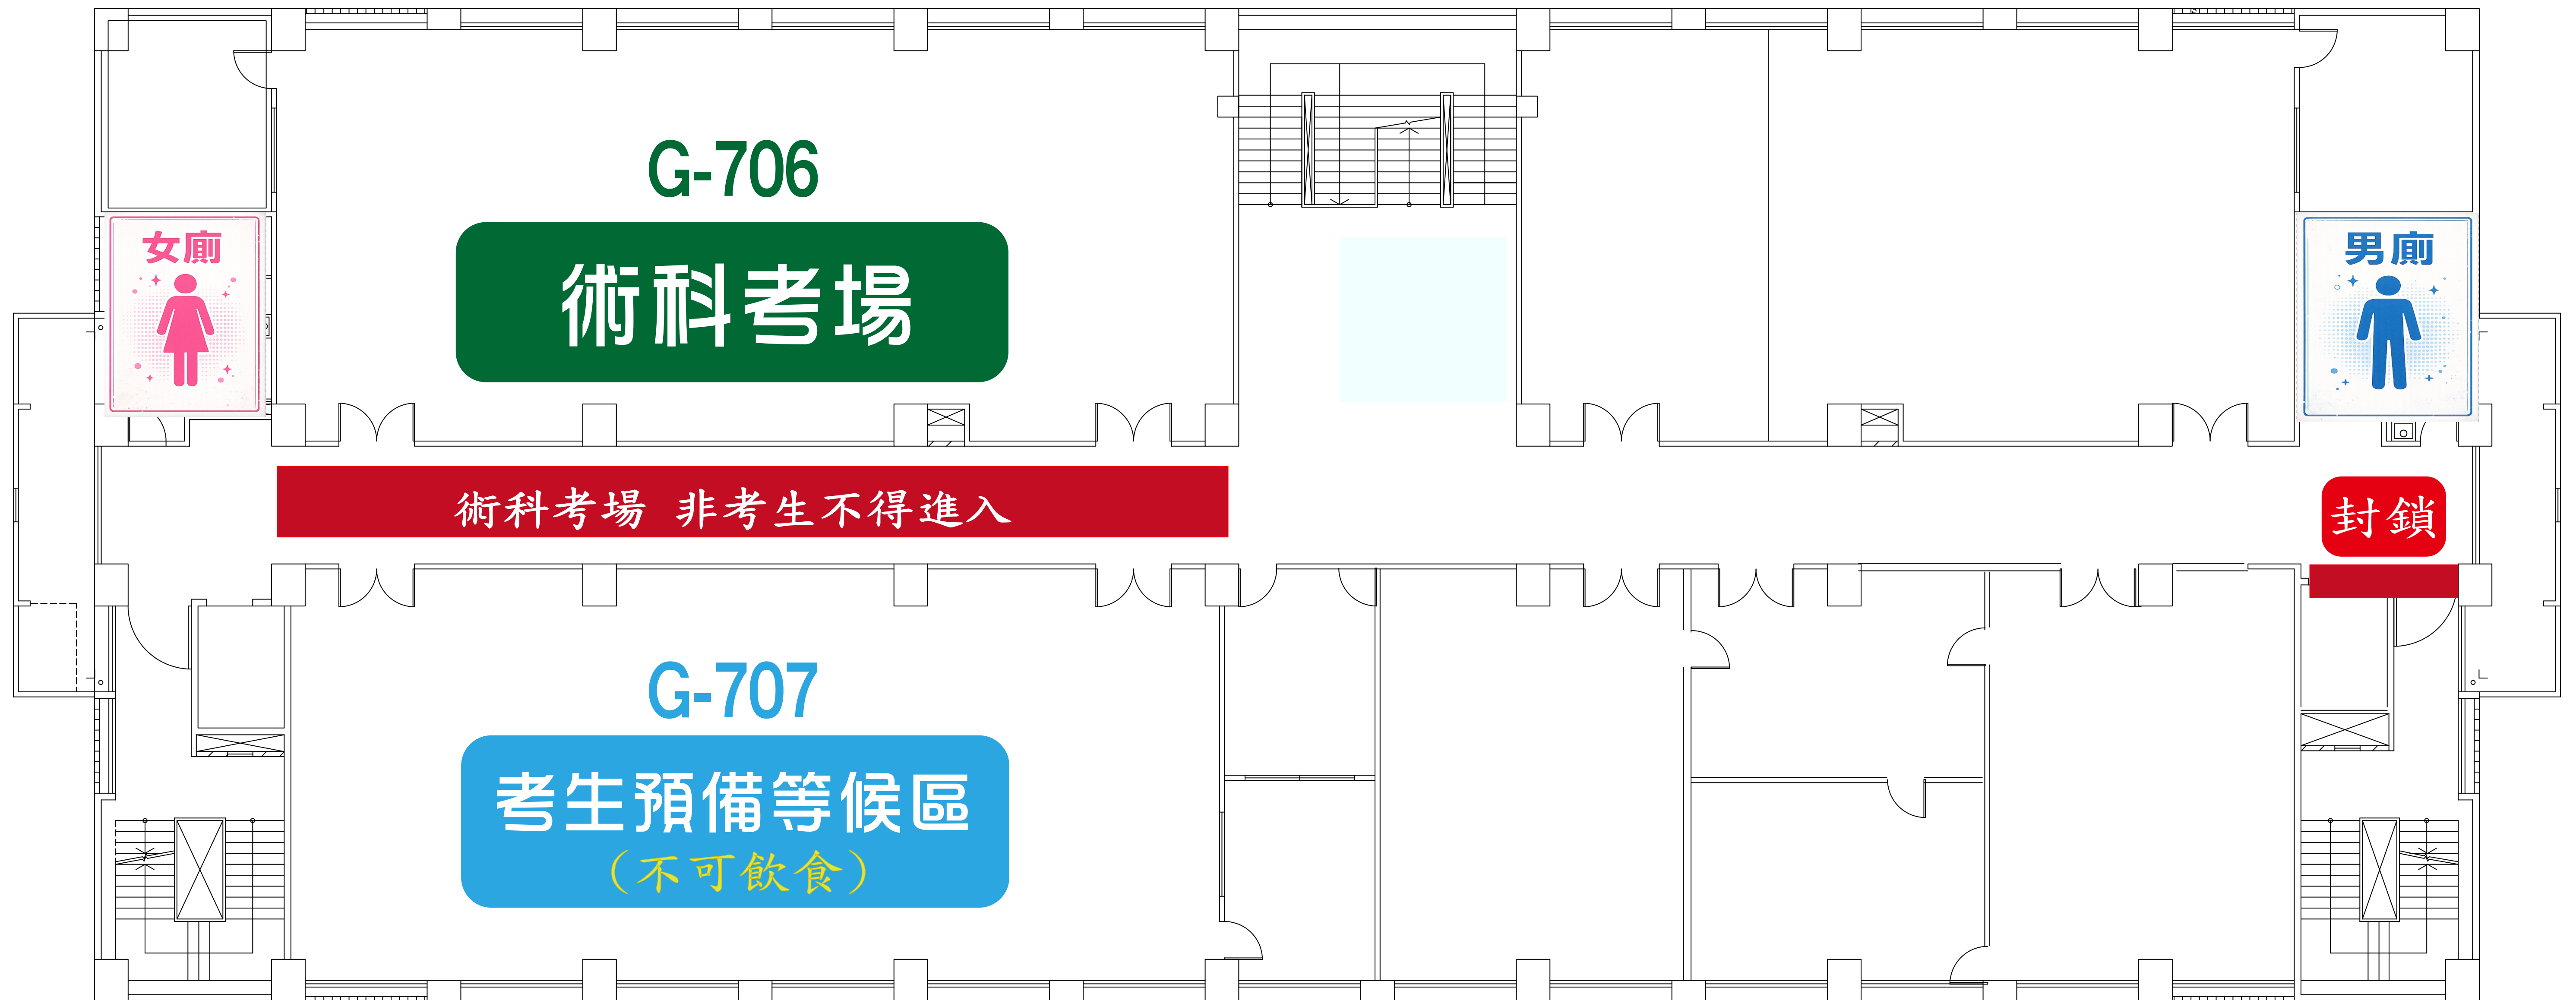 G-706
術科考場
女廁
男廁
術科考場 非考生不得進入
封鎖
G-707
考生預備等候區
（不可飲食）